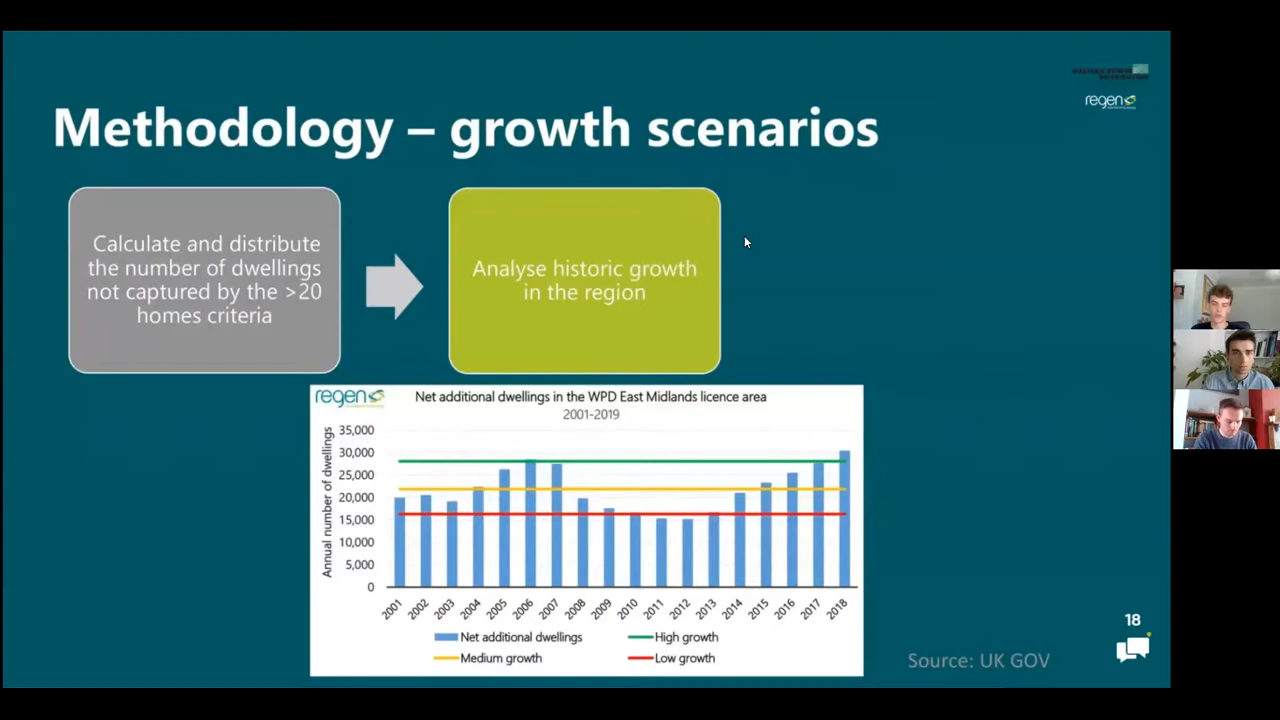 regen
Methodology – growth scenarios
Calculate and distribute
the number of dwellings
not captured by the >20
homes criteria
Analyse historic growth
in the region
regen
Net additional dwellings in the WPD East Midlands licence area
2001-2019
Annual number of dwellings
35,000
30,000
25,000
20,000
15,000
10,000
5,000
0
2001 2002 2003 2004 2005 2006 2007 2008 2009 2010 2011 2012 2013 2014 2015 2016 2017 2018
Net additional dwellings
High growth
Medium growth
Low growth
18
Source: UK GOV